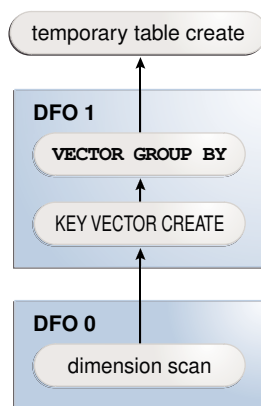 temporary table create
DFO 1
VECTOR GROUP BY
KEY VECTOR CREATE
DFO 0
dimension scan